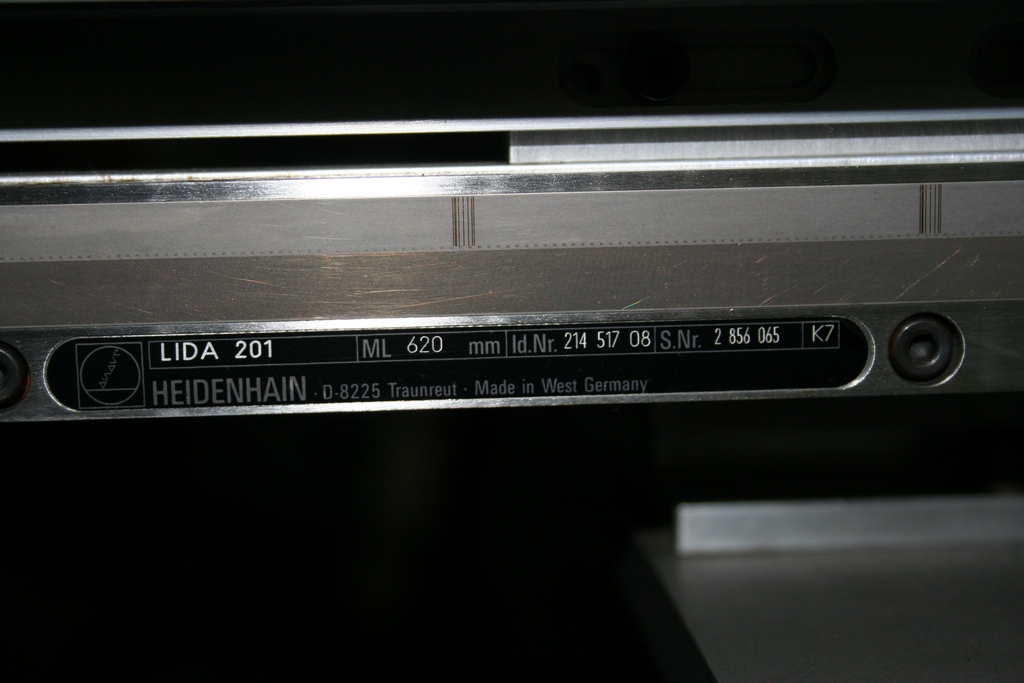 LIDA 201 ML 620 mm Id.Nr. 214 517 08 S.Nr. 2 856 065 K7
HEIDENHAIN · D-8225 Traunreut · Made in West Germany